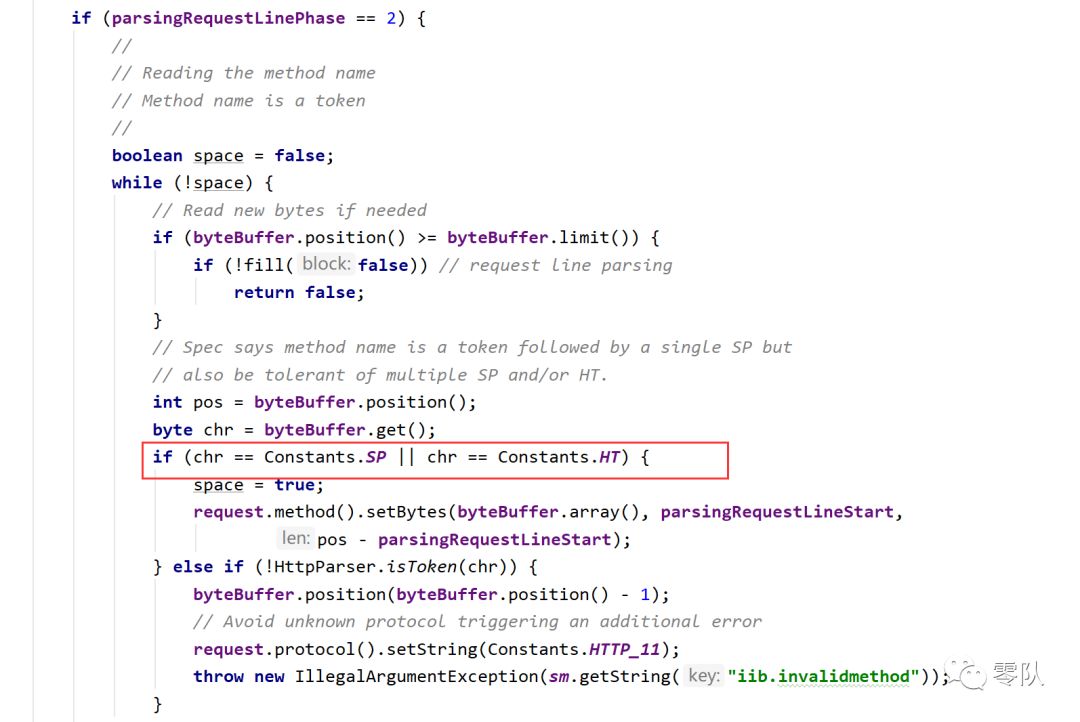 if (parsingRequestLinePhase == 2) {
//
// Reading the method name
// Method name is a token
//
boolean space = false;
while (!space) {
// Read new bytes if needed
if (byteBuffer.position() >= byteBuffer.limit()) {
if (!fill( block: false)) // request line parsing
return false;
}
// Spec says method name is a token followed by a single SP but
// also be tolerant of multiple SP and/or HT.
int pos = byteBuffer.position();
byte chr = byteBuffer.get();
if (chr == Constants.SP || chr == Constants.HT) {
space = true;
request.method().setBytes(byteBuffer.array(), parsingRequestLineStart,
len: pos - parsingRequestLineStart);
} else if (!HttpParser.isToken(chr)) {
byteBuffer.position(byteBuffer.position() - 1);
// Avoid unknown protocol triggering an additional error
request.protocol().setString(Constants.HTTP_11);
throw new IllegalArgumentException(sm.getString( key: "iib.invalidmethod"));
}
零队